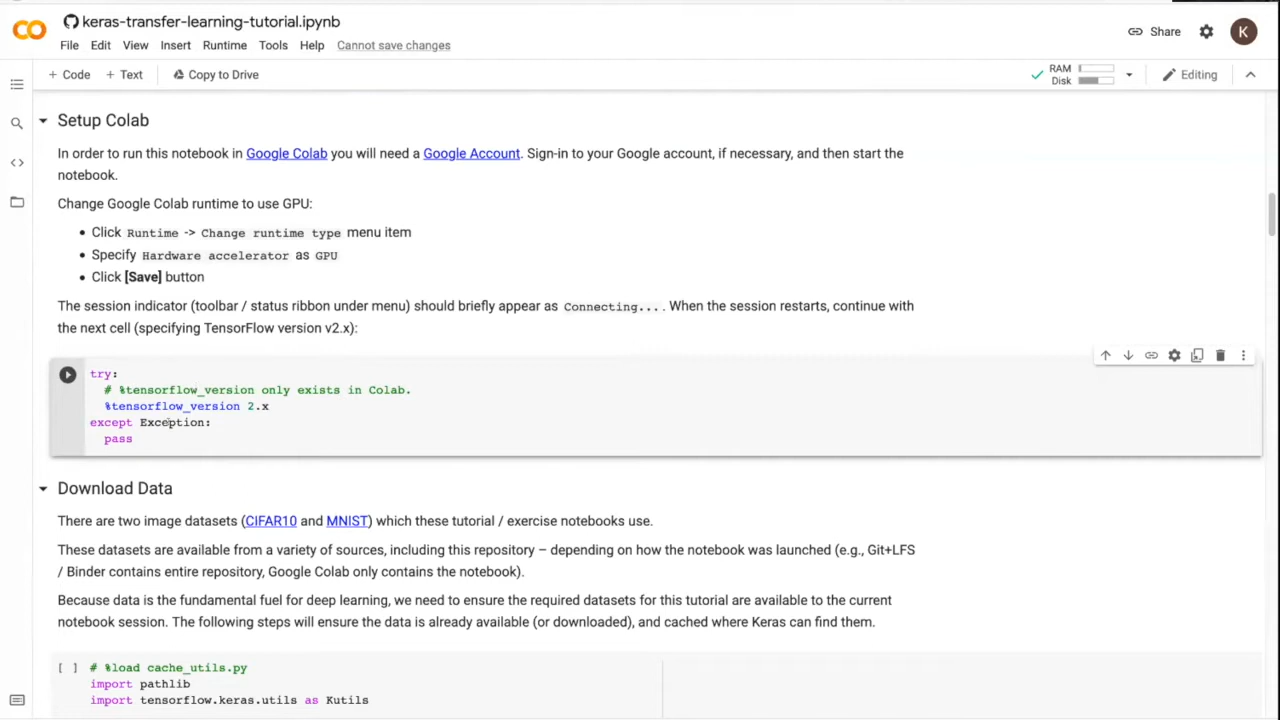 keras-transfer-learning-tutorial.ipynb
File Edit View Insert Runtime Tools Help Cannot save changes
Share
K
+ Code + Text Copy to Drive
RAM
Disk
Editing
Setup Colab
In order to run this notebook in Google Colab you will need a Google Account. Sign-in to your Google account, if necessary, and then start the
notebook.
Change Google Colab runtime to use GPU:
• Click Runtime -> Change runtime type menu item
• Specify Hardware accelerator as GPU
• Click [Save] button
The session indicator (toolbar / status ribbon under menu) should briefly appear as Connecting.... When the session restarts, continue with
the next cell (specifying TensorFlow version v2.x):
try:
# %tensorflow_version only exists in Colab.
%tensorflow_version 2.x
except Exception:
pass
Download Data
There are two image datasets (CIFAR10 and MNIST) which these tutorial / exercise notebooks use.
These datasets are available from a variety of sources, including this repository – depending on how the notebook was launched (e.g., Git+LFS
/ Binder contains entire repository, Google Colab only contains the notebook).
Because data is the fundamental fuel for deep learning, we need to ensure the required datasets for this tutorial are available to the current
notebook session. The following steps will ensure the data is already available (or downloaded), and cached where Keras can find them.
[ ] # %load cache_utils.py
import pathlib
import tensorflow.keras.utils as Kutils